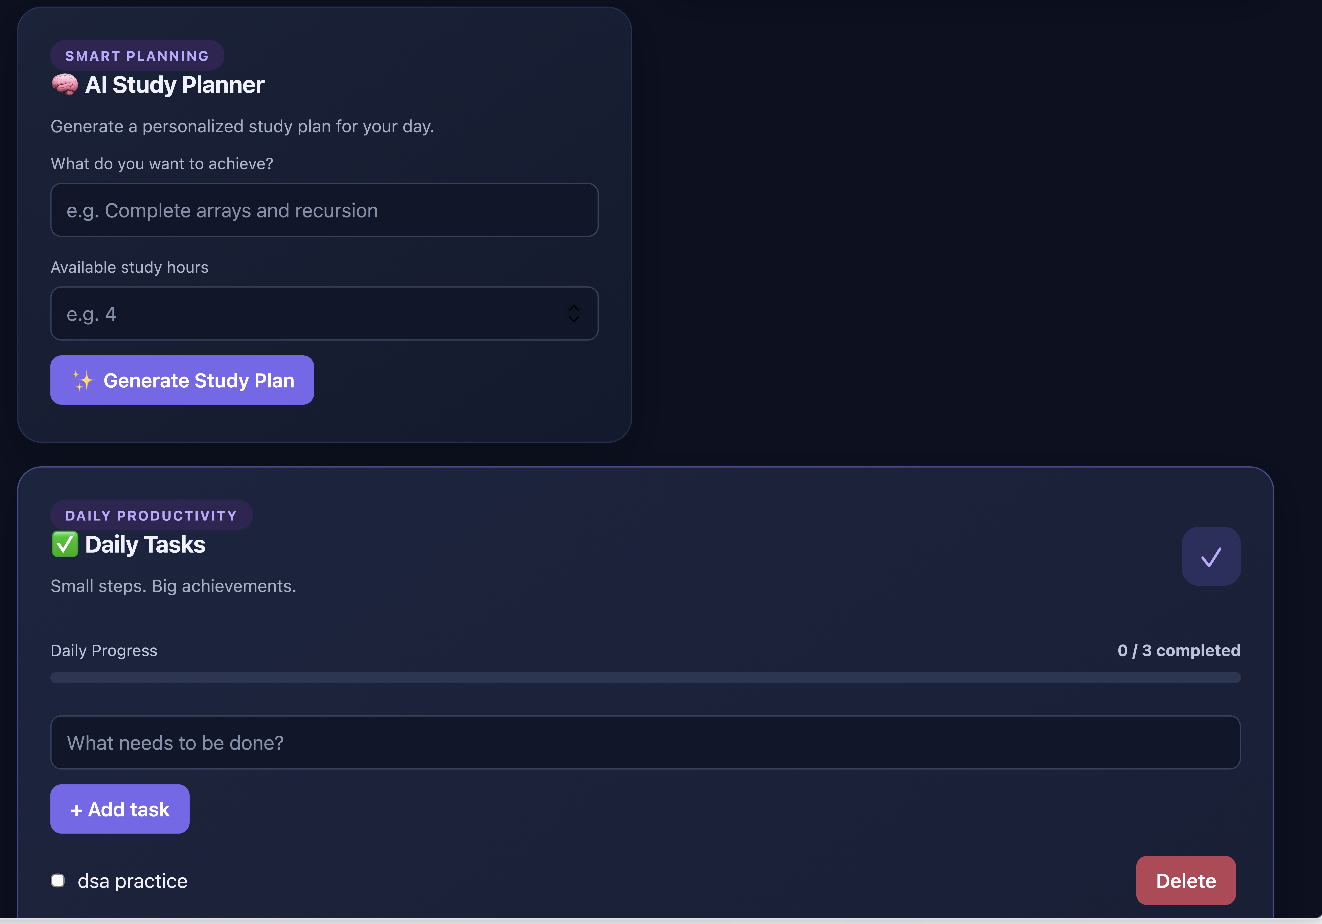 SMART PLANNING
🧠 AI Study Planner
Generate a personalized study plan for your day.
What do you want to achieve?
e.g. Complete arrays and recursion
Available study hours
e.g. 4
✨ Generate Study Plan
DAILY PRODUCTIVITY
✅ Daily Tasks
Small steps. Big achievements.
Daily Progress
0 / 3 completed
What needs to be done?
+ Add task
dsa practice
Delete